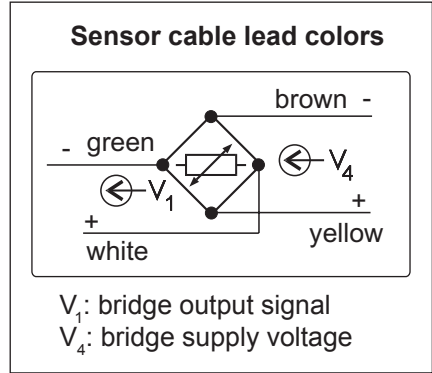 Sensor cable lead colors
brown -
- green
V₄
V₁
+
+
white
yellow
V₁: bridge output signal
V₄: bridge supply voltage